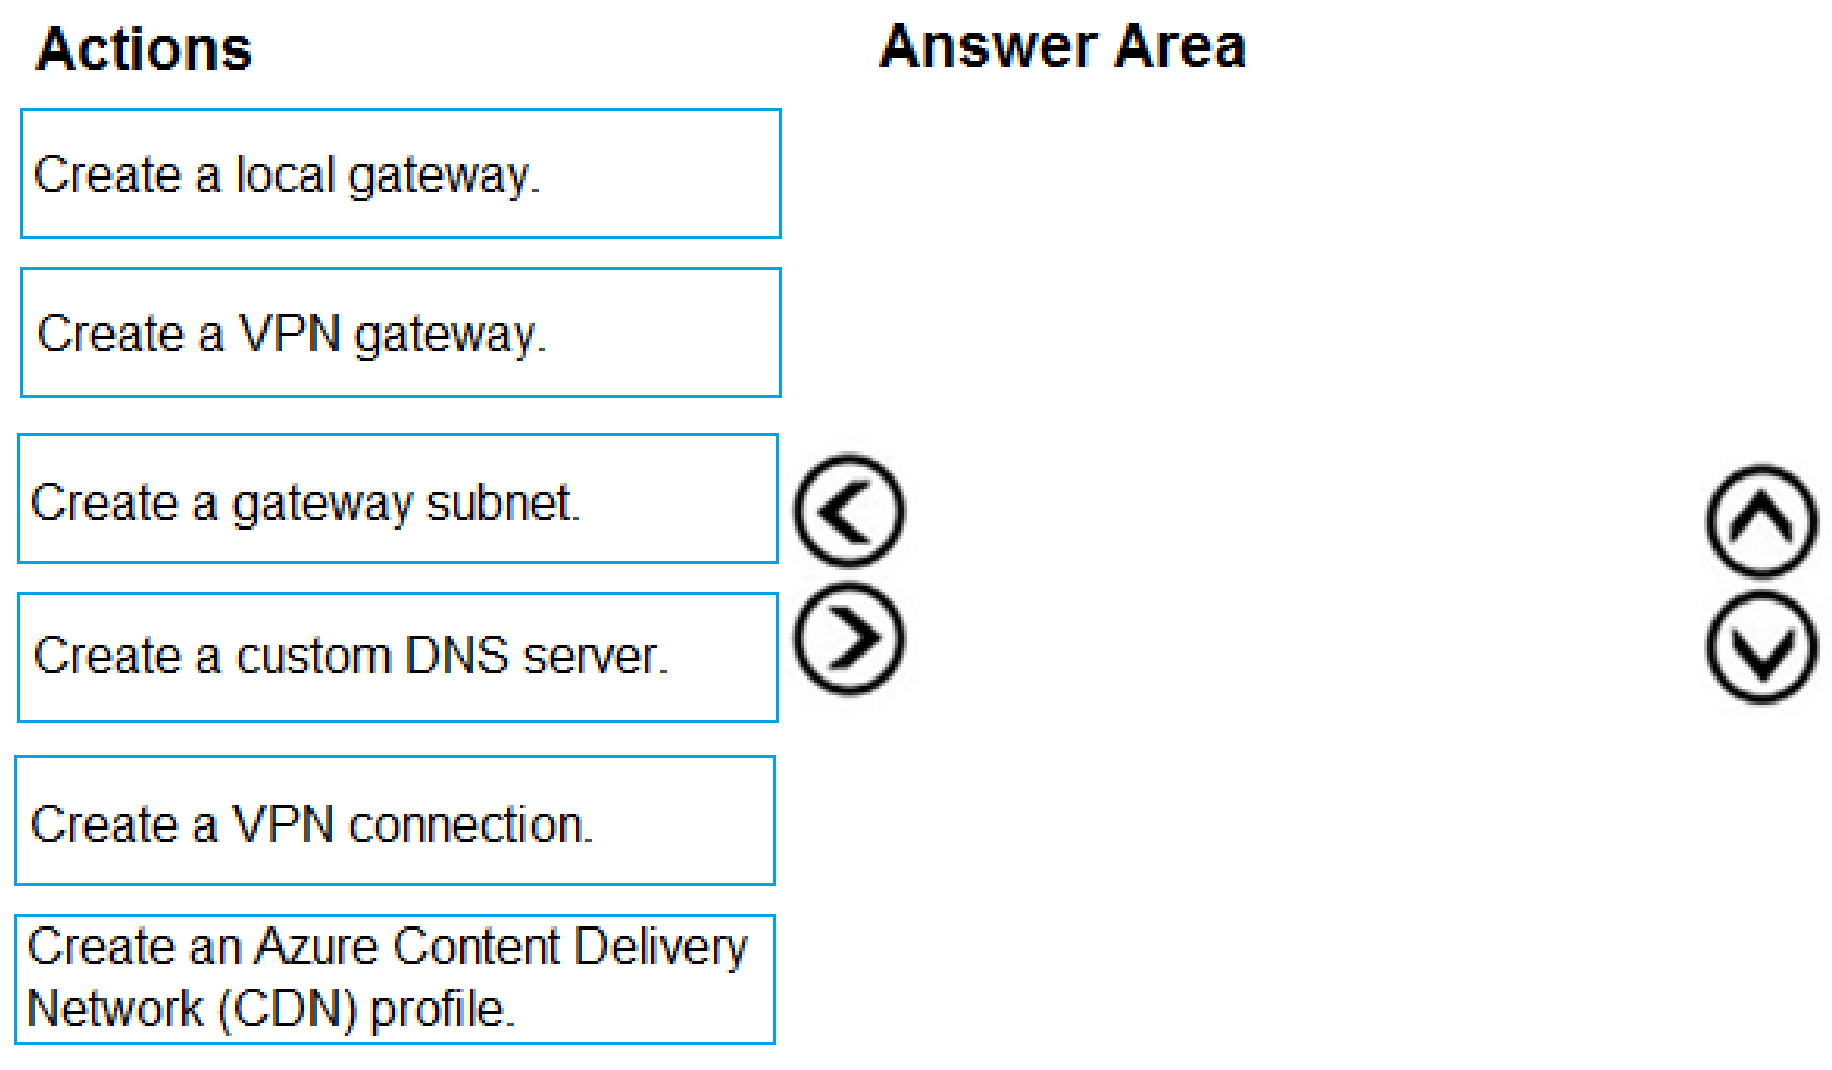 Actions
Answer Area
Create a local gateway.
Create a VPN gateway.
Create a gateway subnet.
Create a custom DNS server.
Create a VPN connection.
Create an Azure Content Delivery
Network (CDN) profile.